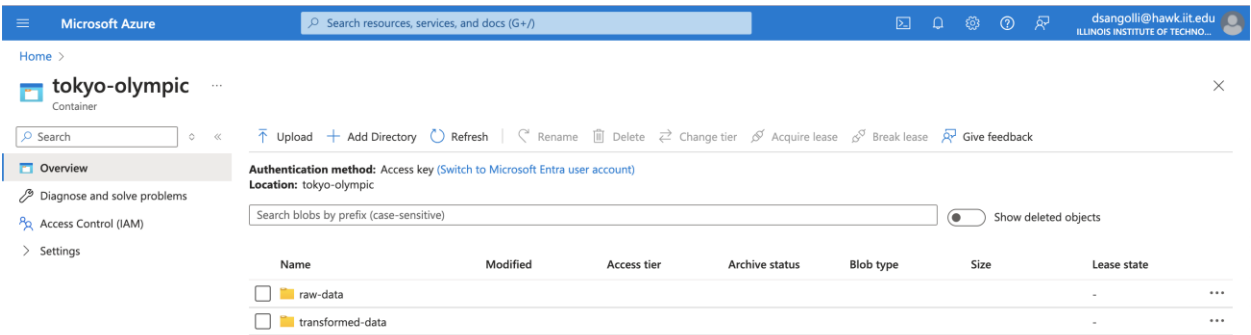 Microsoft Azure
Search resources, services, and docs (G+/)
dsangolli@hawk.iit.edu
ILLINOIS INSTITUTE OF TECHNO...
Home >
tokyo-olympic ...
Container
Search
Upload Add Directory Refresh Rename Delete Change tier Acquire lease Break lease Give feedback
Overview
Diagnose and solve problems
Access Control (IAM)
Settings
Authentication method: Access key (Switch to Microsoft Entra user account)
Location: tokyo-olympic
Search blobs by prefix (case-sensitive)
Show deleted objects
Name Modified Access tier Archive status Blob type Size Lease state
raw-data - ...
transformed-data - ...